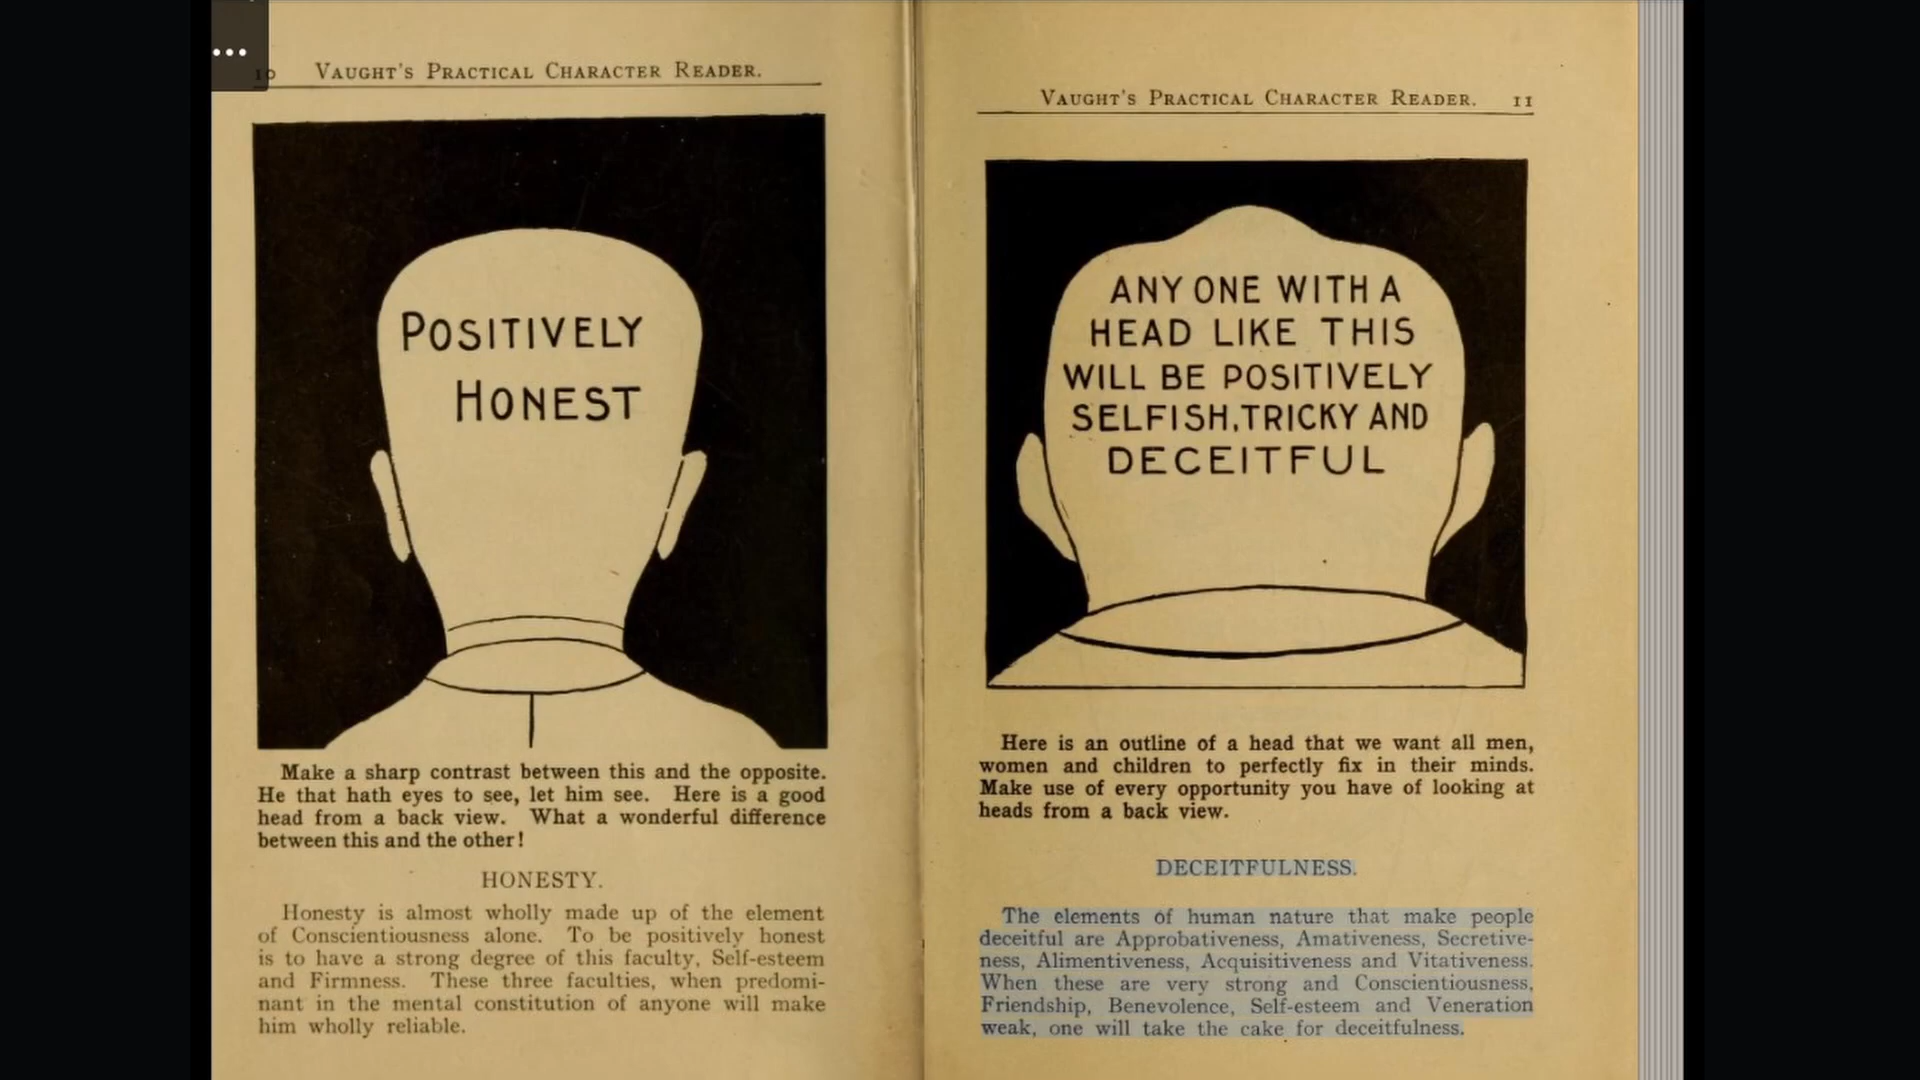 10 VAUGHT'S PRACTICAL CHARACTER READER.
POSITIVELY
HONEST
Make a sharp contrast between this and the opposite.
He that hath eyes to see, let him see. Here is a good
head from a back view. What a wonderful difference
between this and the other!
HONESTY.
Honesty is almost wholly made up of the element
of Conscientiousness alone. To be positively honest
is to have a strong degree of this faculty, Self-esteem
and Firmness. These three faculties, when predomi-
nant in the mental constitution of anyone will make
him wholly reliable.
VAUGHT'S PRACTICAL CHARACTER READER. 11
ANY ONE WITH A
HEAD LIKE THIS
WILL BE POSITIVELY
SELFISH, TRICKY AND
DECEITFUL
Here is an outline of a head that we want all men,
women and children to perfectly fix in their minds.
Make use of every opportunity you have of looking at
heads from a back view.
DECEITFULNESS.
The elements of human nature that make people
deceitful are Approbativeness, Amativeness, Secretive-
ness, Alimentiveness, Acquisitiveness and Vitativeness.
When these are very strong and Conscientiousness,
Friendship, Benevolence, Self-esteem and Veneration
weak, one will take the cake for deceitfulness.